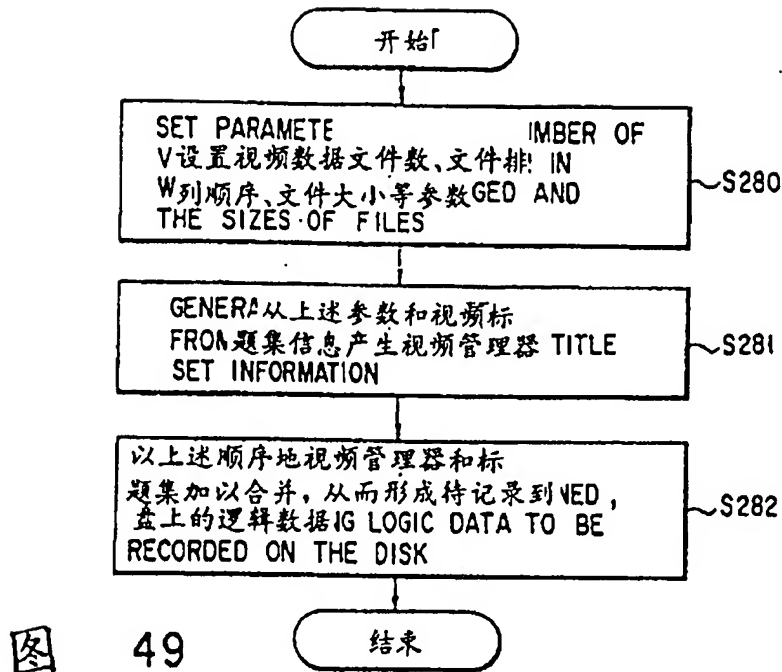 开始
SET PARAMETE IMBER OF
V设置视频数据文件数、文件排! IN
W列顺序、文件大小等参数GED AND
THE SIZES OF FILES
~S280
GENERA从上述参数和视频标
FROM题集信息产生视频管理器 TITLE
SET INFORMATION
~S281
以上述顺序地视频管理器和标
题集加以合并,从而形成待记录到NED,
盘上的逻辑数据IG LOGIC DATA TO BE
RECORDED ON THE DISK
~S282
结束
图 49